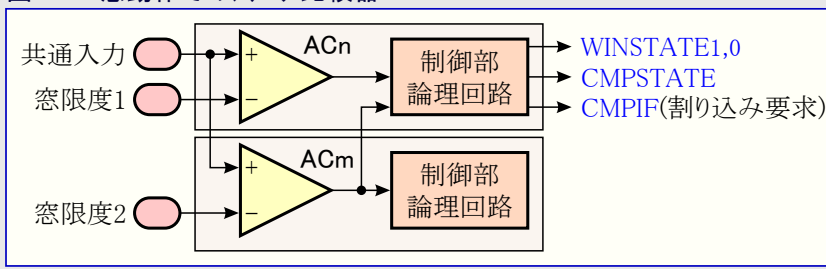 共通入力
窓限度1
窓限度2
+
−
ACn
制御部
論理回路
WINSTATE1,0
CMPSTATE
CMPIF(割り込み要求)
+
−
ACm
制御部
論理回路